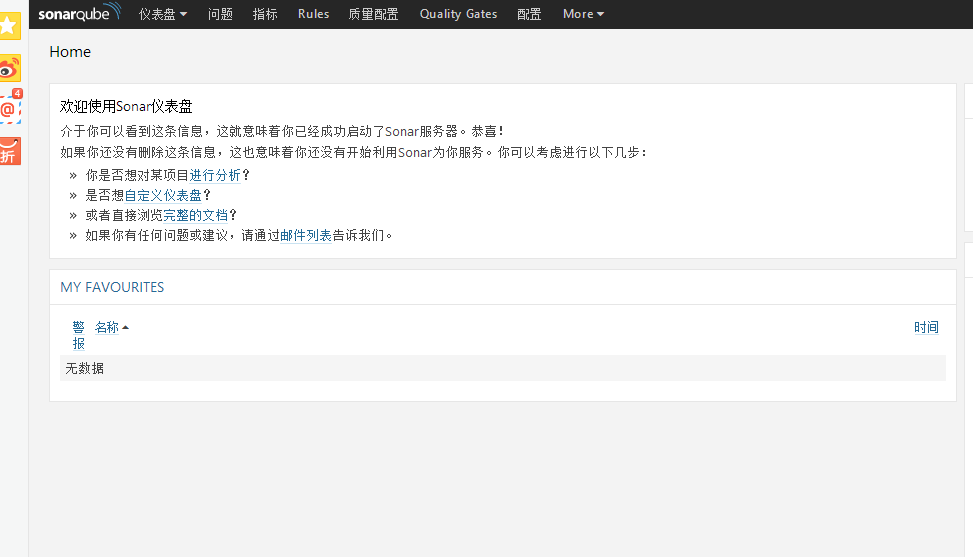 sonarqube 仪表盘 问题 指标 Rules 质量配置 Quality Gates 配置 More
Home
4
@
折
欢迎使用Sonar仪表盘
介于你可以看到这条信息，这就意味着你已经成功启动了Sonar服务器。恭喜！
如果你还没有删除这条信息，这也意味着你还没有开始利用Sonar为你服务。你可以考虑进行以下几步：
» 你是否想对某项目进行分析？
» 是否想自定义仪表盘？
» 或者直接浏览完整的文档？
» 如果你有任何问题或建议，请通过邮件列表告诉我们。
MY FAVOURITES
警报 名称 时间
无数据